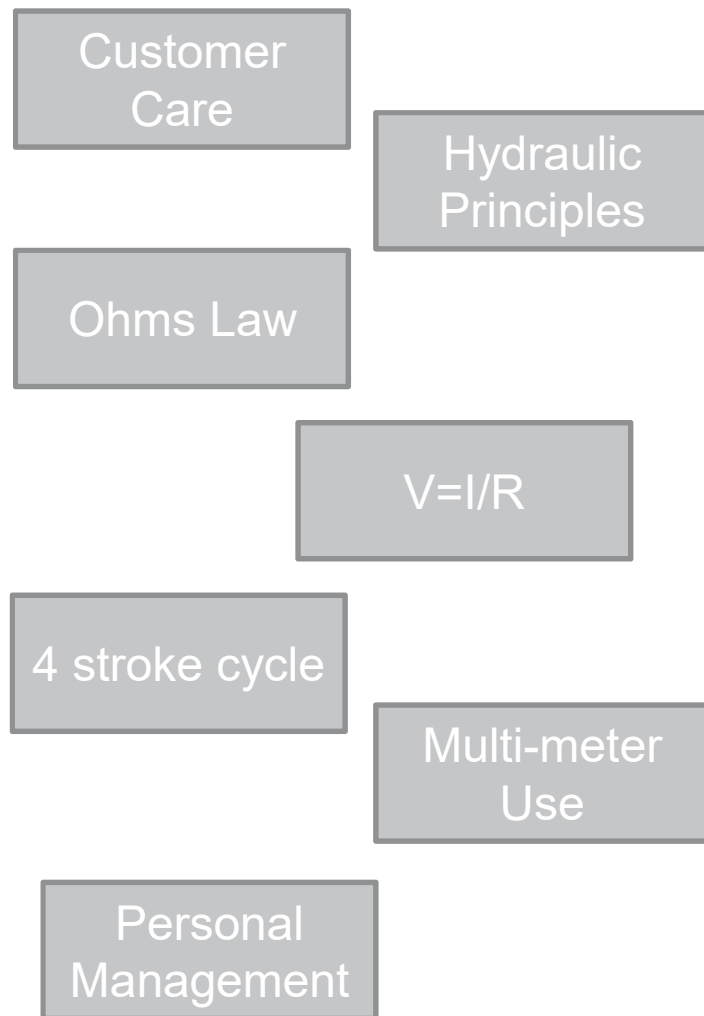 Customer
Care
Hydraulic
Principles
Ohms Law
V=I/R
4 stroke cycle
Multi-meter
Use
Personal
Management